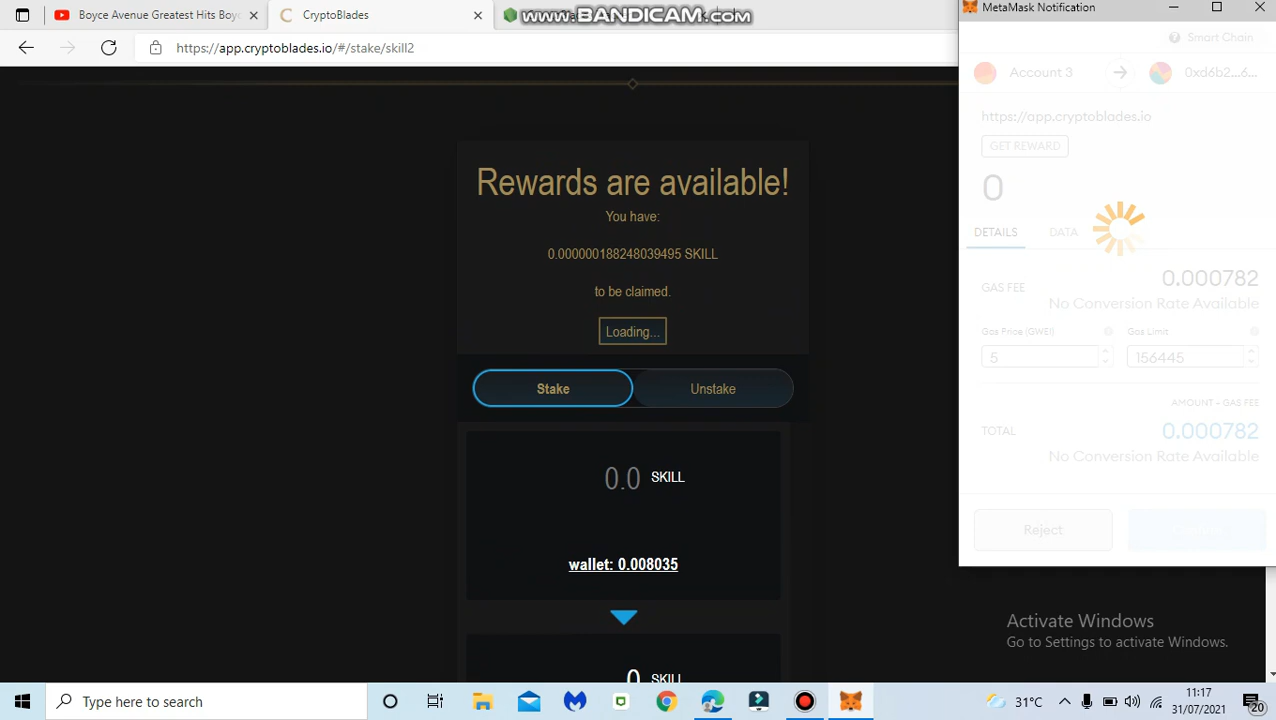 Beyer Greater His Boyce
CryptoBlades
www.BANDICAM.com
https://app.cryptoblades.io/#/stake/skill2
Rewards are available!
You have:
0.000000188248039495 SKILL
to be claimed.
Loading...
Stake
Unstake
0.0 SKILL
wallet: 0.008035
0 SKILL
MetaMask Notification
Smart Chain
Account 3
0xd6b2...6...
https://app.cryptoblades.io
GET REWARD
0
DETAILS
DATA
GAS FEE
0.000782
No Conversion Rate Available
Gas Price (GWEI)
Gas Limit
5
156445
AMOUNT + GAS FEE
TOTAL
0.000782
No Conversion Rate Available
Reject
Activate Windows
Go to Settings to activate Windows.
Type here to search
31°C
11:17
31/07/2021
20